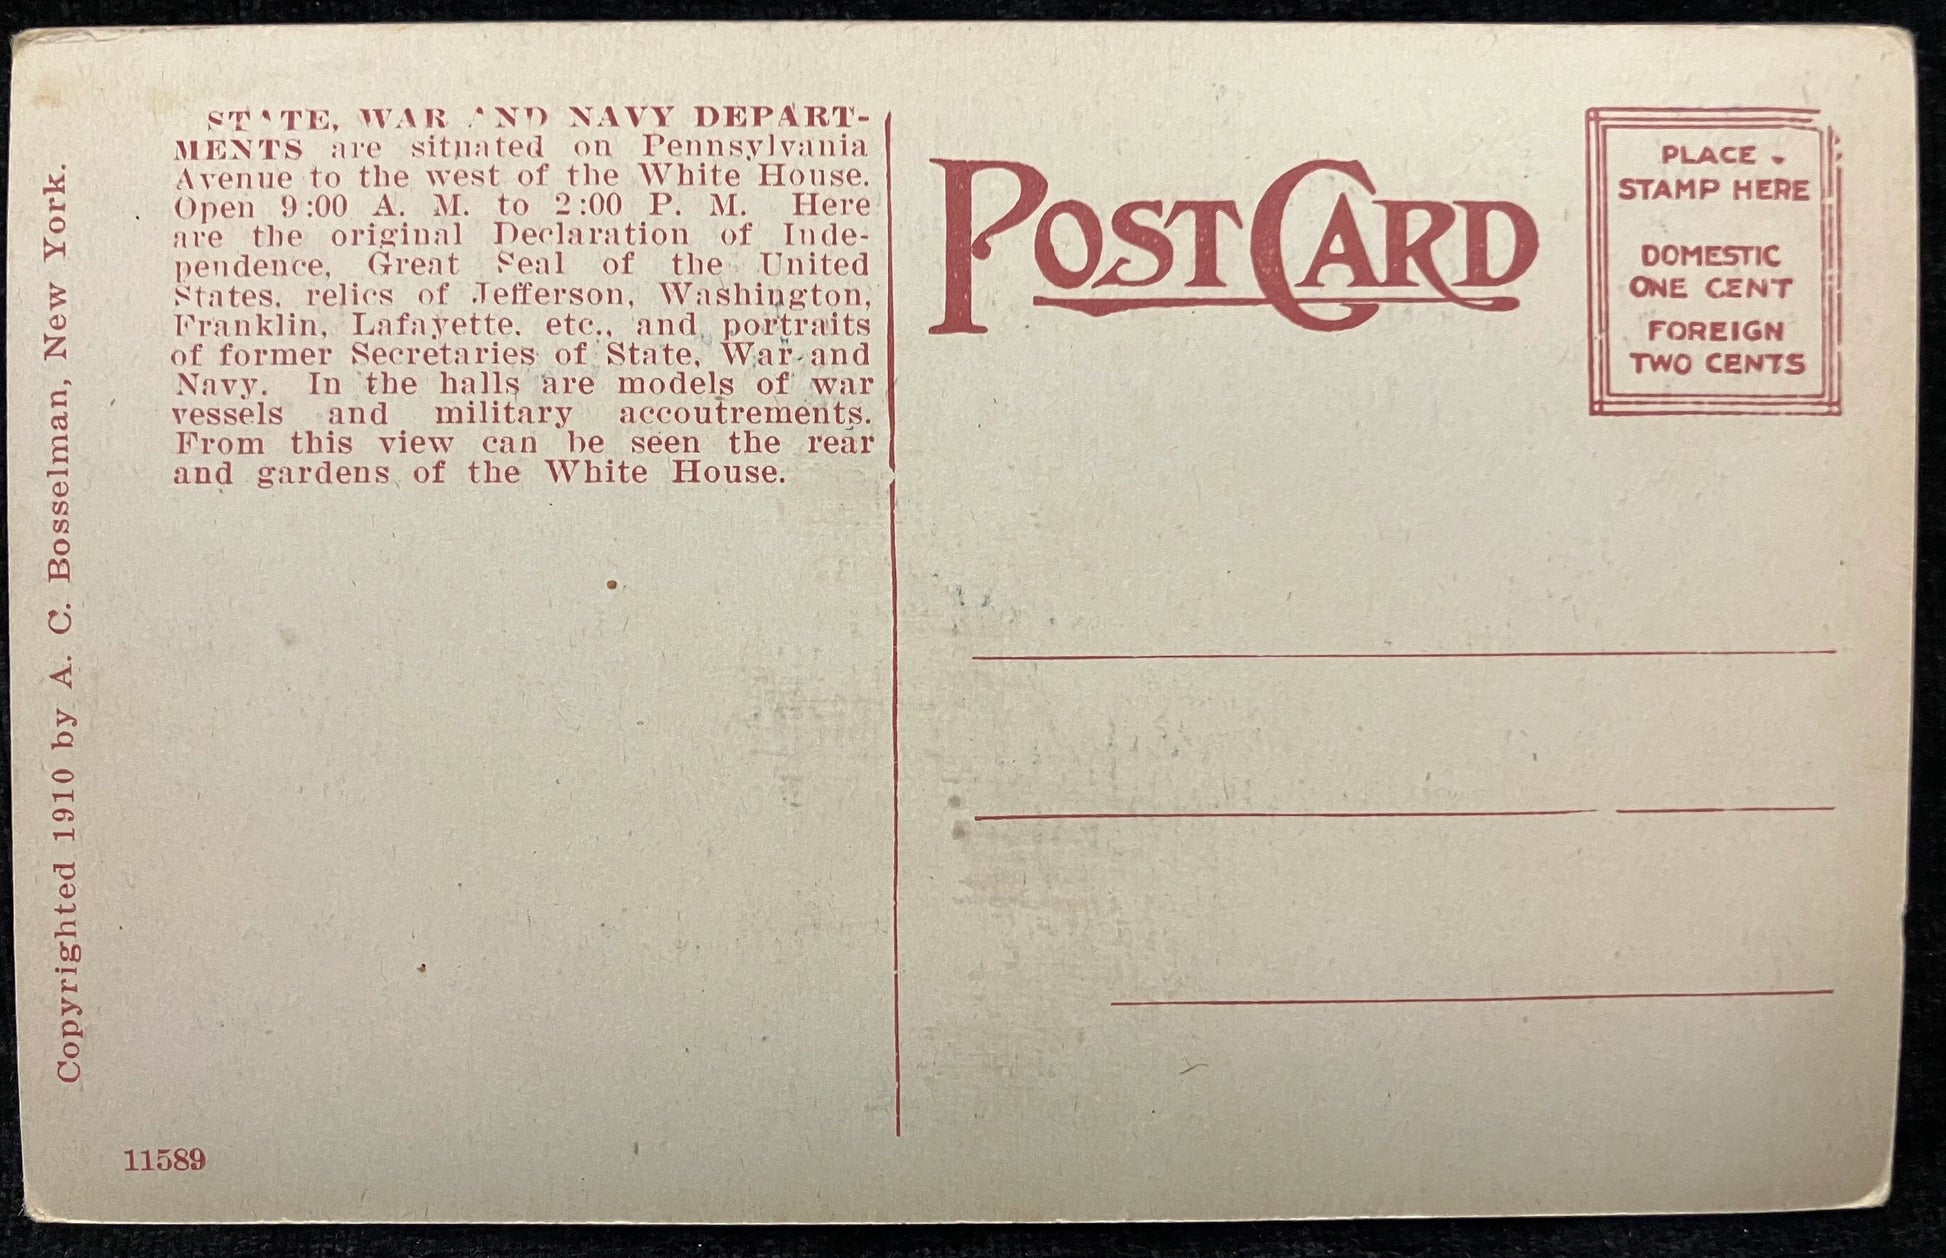 STATE, WAR AND NAVY DEPART-
MENTS are situated on Pennsylvania
Avenue to the west of the White House.
Open 9:00 A. M. to 2:00 P. M. Here
are the original Declaration of Inde-
pendence, Great Seal of the United
States, relics of Jefferson, Washington,
Franklin, Lafayette, etc., and portraits
of former Secretaries of State, War and
Navy. In the halls are models of war
vessels and military accoutrements.
From this view can be seen the rear
and gardens of the White House.
Copyrighted 1910 by A. C. Bosselman, New York.
11589
POST CARD
PLACE
STAMP HERE
DOMESTIC
ONE CENT
FOREIGN
TWO CENTS